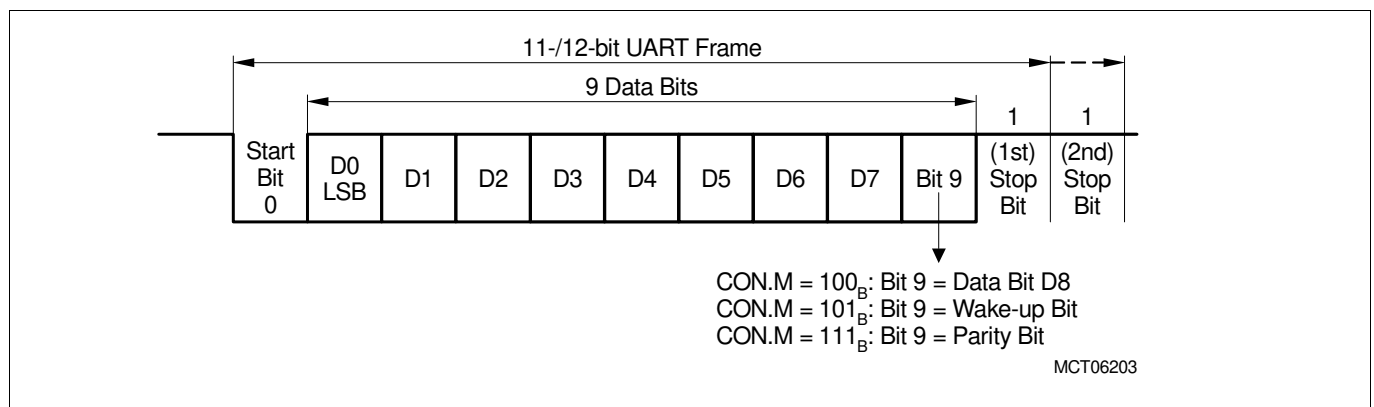 11-/12-bit UART Frame
9 Data Bits
1 1
Start Bit 0
D0 LSB
D1
D2
D3
D4
D5
D6
D7
Bit 9
(1st) Stop Bit
(2nd) Stop Bit
CON.M = 100B: Bit 9 = Data Bit D8
CON.M = 101B: Bit 9 = Wake-up Bit
CON.M = 111B: Bit 9 = Parity Bit
MCT06203